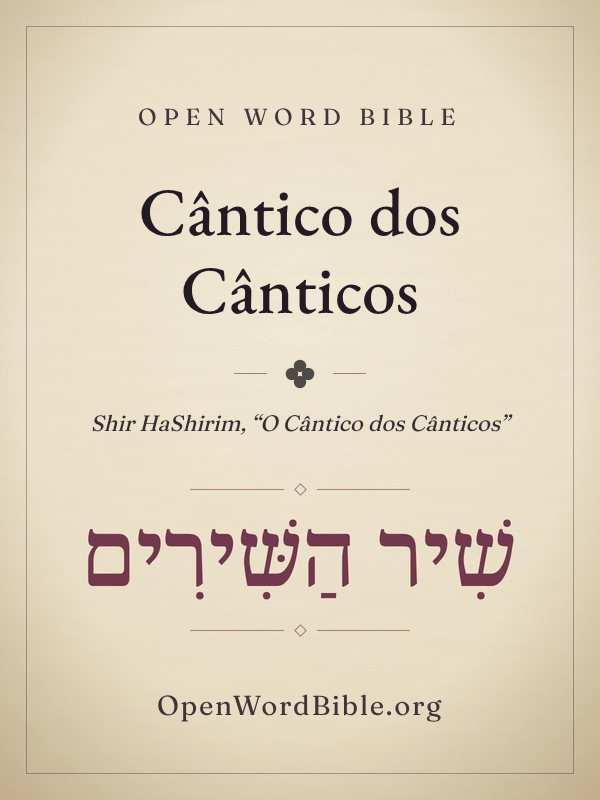 OPEN WORD BIBLE
Cântico dos
Cânticos
Shir HaShirim, “O Cântico dos Cânticos”
שִׁיר הַשִּׁירִים
OpenWordBible.org